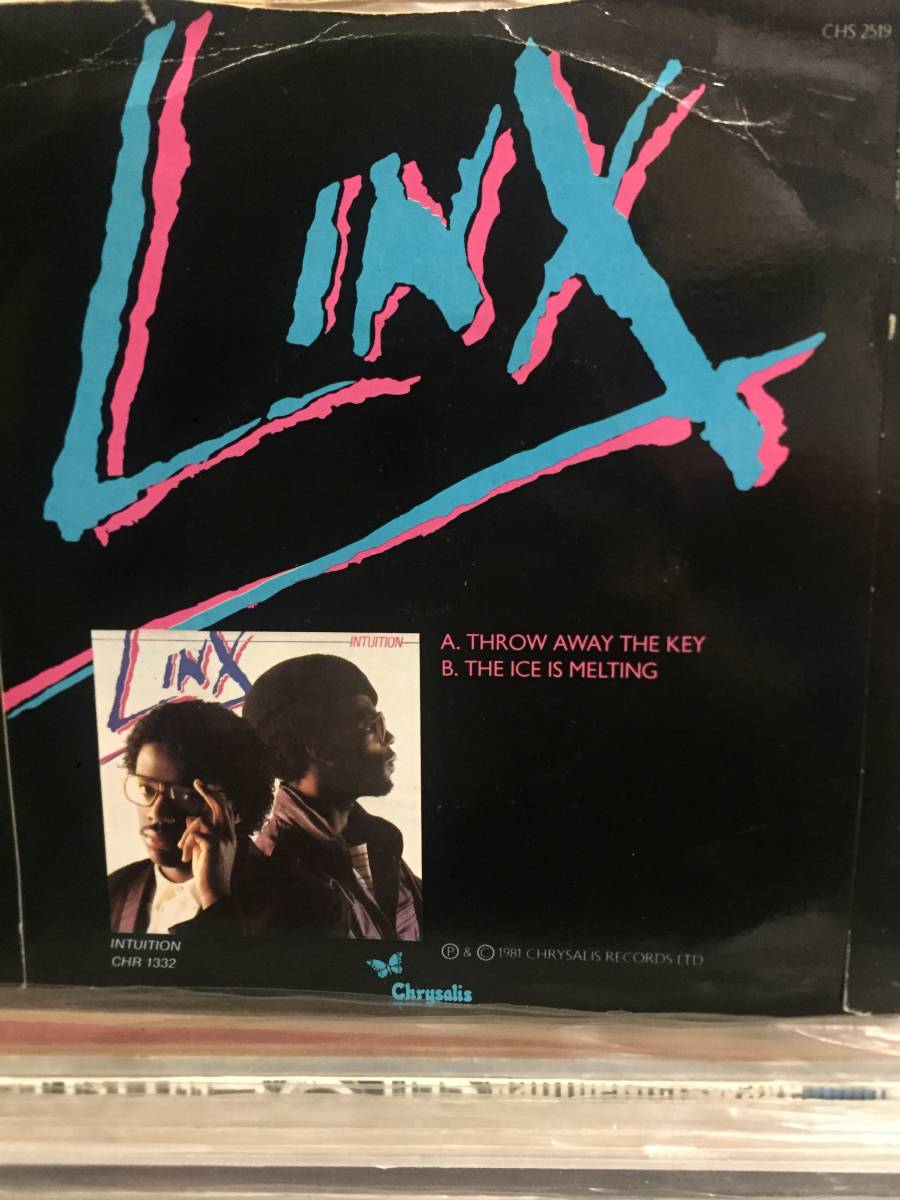 CHS 2519
LINX
LINX
INTUITION
A. THROW AWAY THE KEY
B. THE ICE IS MELTING
INTUITION
CHR 1332
Ⓟ & © 1981 CHRYSALIS RECORDS LTD
Chrysalis